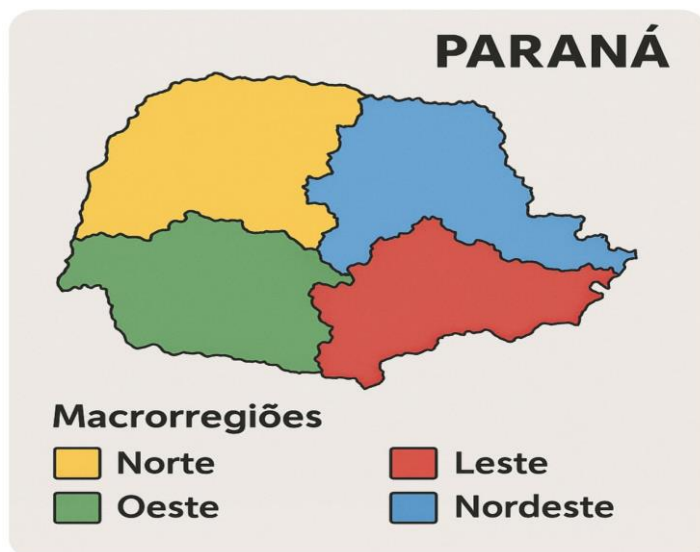 PARANÁ
Macrorregiões
Norte
Leste
Oeste
Nordeste